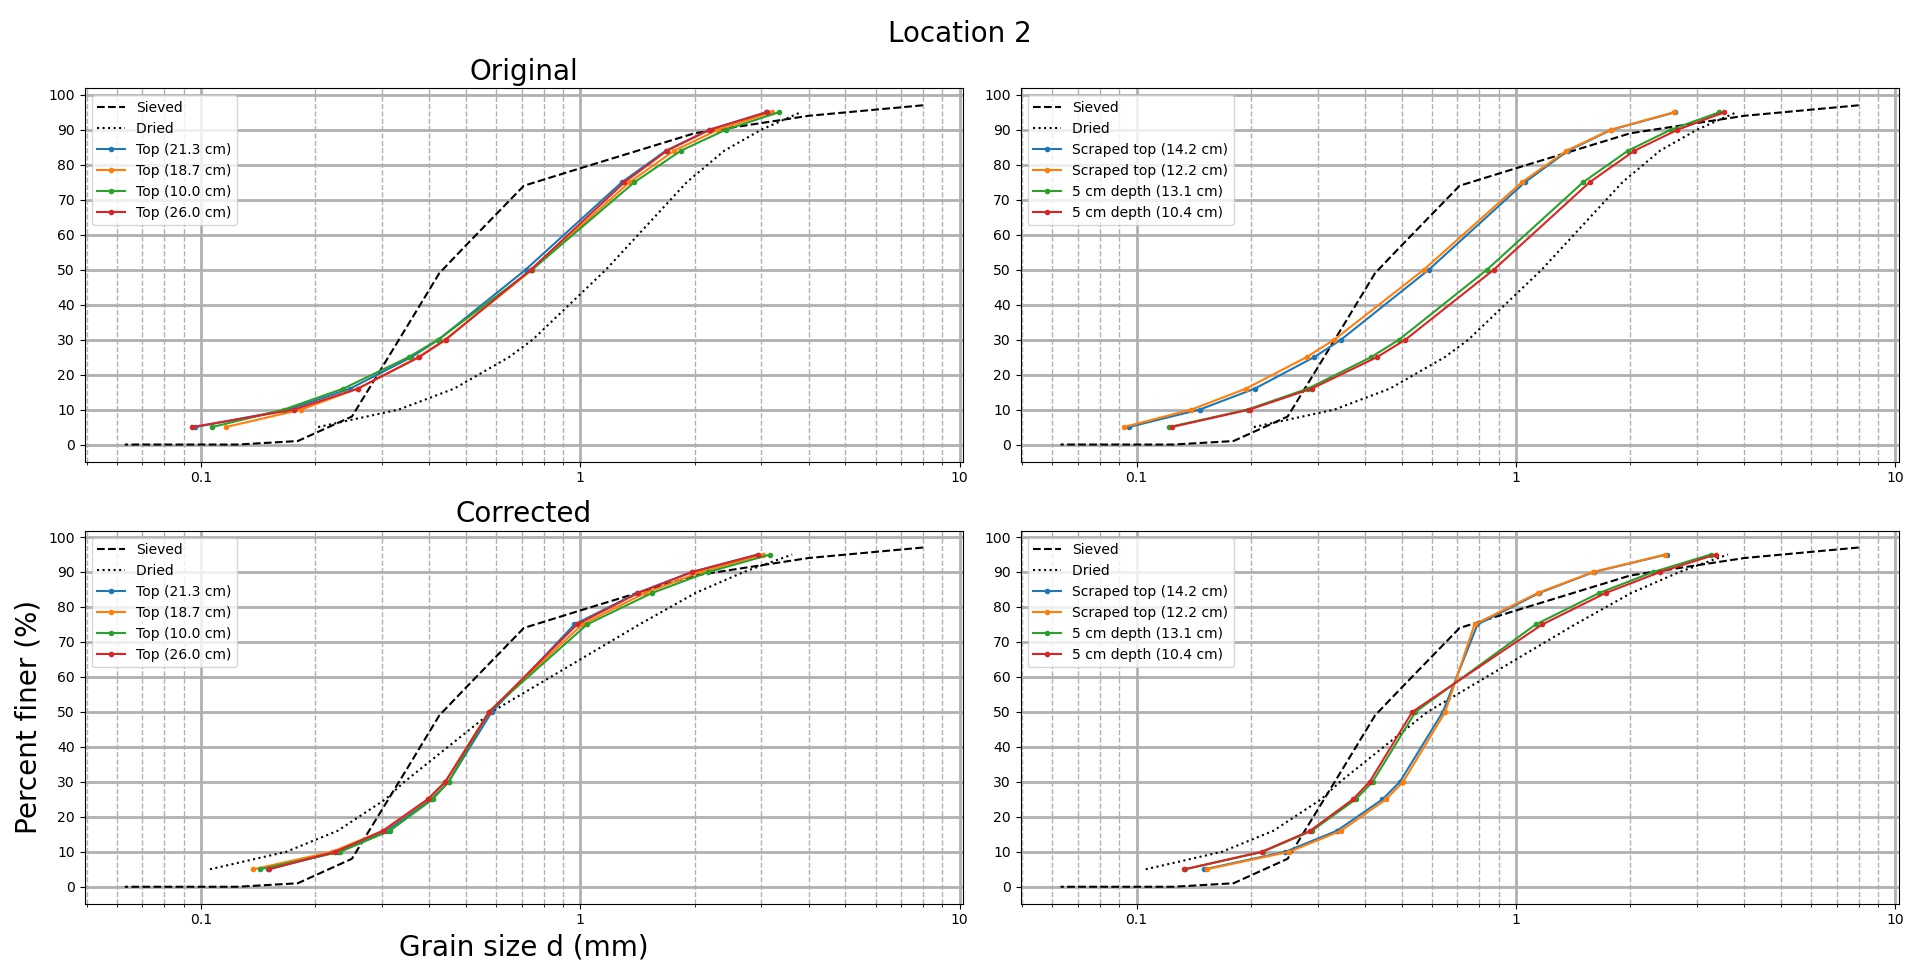 Location 2
Original
100
90
80
70
60
50
40
30
20
10
0
Sieved
Dried
Top (21.3 cm)
Top (18.7 cm)
Top (10.0 cm)
Top (26.0 cm)
0.1 1 10
100
90
80
70
60
50
40
30
20
10
0
Sieved
Dried
Scraped top (14.2 cm)
Scraped top (12.2 cm)
5 cm depth (13.1 cm)
5 cm depth (10.4 cm)
0.1 1 10
Corrected
Percent finer (%)
100
90
80
70
60
50
40
30
20
10
0
Sieved
Dried
Top (21.3 cm)
Top (18.7 cm)
Top (10.0 cm)
Top (26.0 cm)
0.1 1 10
Grain size d (mm)
100
90
80
70
60
50
40
30
20
10
0
Sieved
Dried
Scraped top (14.2 cm)
Scraped top (12.2 cm)
5 cm depth (13.1 cm)
5 cm depth (10.4 cm)
0.1 1 10